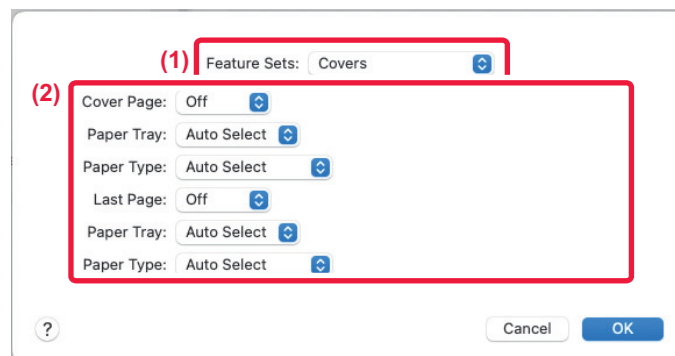 (1) Feature Sets: Covers
(2)
Cover Page: Off
Paper Tray: Auto Select
Paper Type: Auto Select
Last Page: Off
Paper Tray: Auto Select
Paper Type: Auto Select
? Cancel OK